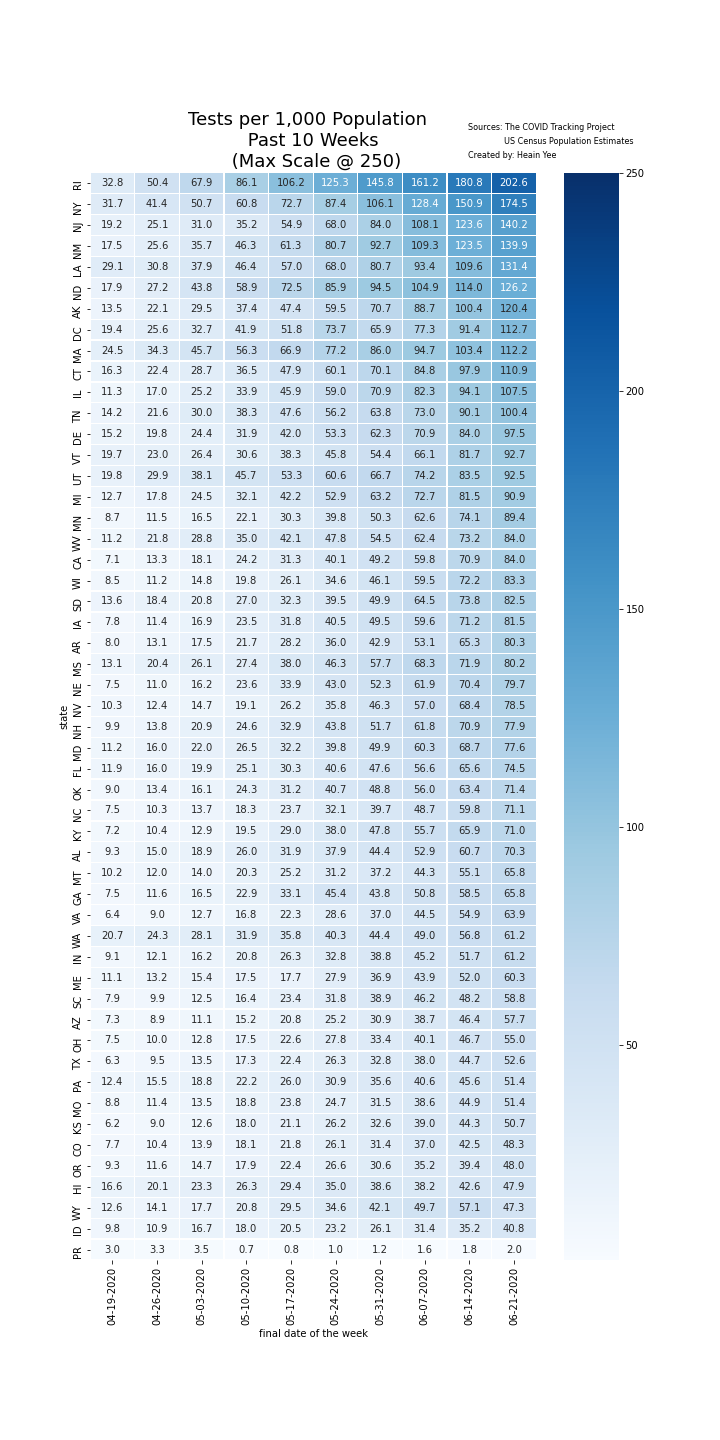 Tests per 1,000 Population
Past 10 Weeks
(Max Scale @ 250)
Sources: The COVID Tracking Project
US Census Population Estimates
Created by: Heain Yee
RI 32.8 50.4 67.9 86.1 106.2 125.3 145.8 161.2 180.8 202.6
NY 31.7 41.4 50.7 60.8 72.7 87.4 106.1 128.4 150.9 174.5
NJ 19.2 25.1 31.0 35.2 54.9 68.0 84.0 108.1 123.6 140.2
NM 17.5 25.6 35.7 46.3 61.3 80.7 92.7 109.3 123.5 139.9
LA 29.1 30.8 37.9 46.4 57.0 68.0 80.7 93.4 109.6 131.4
ND 17.9 27.2 43.8 58.9 72.5 85.9 94.5 104.9 114.0 126.2
AK 13.5 22.1 29.5 37.4 47.4 59.5 70.7 88.7 100.4 120.4
DC 19.4 25.6 32.7 41.9 51.8 73.7 65.9 77.3 91.4 112.7
MA 24.5 34.3 45.7 56.3 66.9 77.2 86.0 94.7 103.4 112.2
CT 16.3 22.4 28.7 36.5 47.9 60.1 70.1 84.8 97.9 110.9
IL 11.3 17.0 25.2 33.9 45.9 59.0 70.9 82.3 94.1 107.5
TN 14.2 21.6 30.0 38.3 47.6 56.2 63.8 73.0 90.1 100.4
DE 15.2 19.8 24.4 31.9 42.0 53.3 62.3 70.9 84.0 97.5
VT 19.7 23.0 26.4 30.6 38.3 45.8 54.4 66.1 81.7 92.7
UT 19.8 29.9 38.1 45.7 53.3 60.6 66.7 74.2 83.5 92.5
MI 12.7 17.8 24.5 32.1 42.2 52.9 63.2 72.7 81.5 90.9
MN 8.7 11.5 16.5 22.1 30.3 39.8 50.3 62.6 74.1 89.4
WV 11.2 21.8 28.8 35.0 42.1 47.8 54.5 62.4 73.2 84.0
CA 7.1 13.3 18.1 24.2 31.3 40.1 49.2 59.8 70.9 84.0
WI 8.5 11.2 14.8 19.8 26.1 34.6 46.1 59.5 72.2 83.3
SD 13.6 18.4 20.8 27.0 32.3 39.5 49.9 64.5 73.8 82.5
IA 7.8 11.4 16.9 23.5 31.8 40.5 49.5 59.6 71.2 81.5
AR 8.0 13.1 17.5 21.7 28.2 36.0 42.9 53.1 65.3 80.3
MS 13.1 20.4 26.1 27.4 38.0 46.3 57.7 68.3 71.9 80.2
NE 7.5 11.0 16.2 23.6 33.9 43.0 52.3 61.9 70.4 79.7
NV 10.3 12.4 14.7 19.1 26.2 35.8 46.3 57.0 68.4 78.5
NH 9.9 13.8 20.9 24.6 32.9 43.8 51.7 61.8 70.9 77.9
MD 11.2 16.0 22.0 26.5 32.2 39.8 49.9 60.3 68.7 77.6
FL 11.9 16.0 19.9 25.1 30.3 40.6 47.6 56.6 65.6 74.5
OK 9.0 13.4 16.1 24.3 31.2 40.7 48.8 56.0 63.4 71.4
NC 7.5 10.3 13.7 18.3 23.7 32.1 39.7 48.7 59.8 71.1
KY 7.2 10.4 12.9 19.5 29.0 38.0 47.8 55.7 65.9 71.0
AL 9.3 15.0 18.9 26.0 31.9 37.9 44.4 52.9 60.7 70.3
MT 10.2 12.0 14.0 20.3 25.2 31.2 37.2 44.3 55.1 65.8
GA 7.5 11.6 16.5 22.9 33.1 45.4 43.8 50.8 58.5 65.8
VA 6.4 9.0 12.7 16.8 22.3 28.6 37.0 44.5 54.9 63.9
WA 20.7 24.3 28.1 31.9 35.8 40.3 44.4 49.0 56.8 61.2
IN 9.1 12.1 16.2 20.8 26.3 32.8 38.8 45.2 51.7 61.2
ME 11.1 13.2 15.4 17.5 17.7 27.9 36.9 43.9 52.0 60.3
SC 7.9 9.9 12.5 16.4 23.4 31.8 38.9 46.2 48.2 58.8
AZ 7.3 8.9 11.1 15.2 20.8 25.2 30.9 38.7 46.4 57.7
OH 7.5 10.0 12.8 17.5 22.6 27.8 33.4 40.1 46.7 55.0
TX 6.3 9.5 13.5 17.3 22.4 26.3 32.8 38.0 44.7 52.6
PA 12.4 15.5 18.8 22.2 26.0 30.9 35.6 40.6 45.6 51.4
MO 8.8 11.4 13.5 18.8 23.8 24.7 31.5 38.6 44.9 51.4
KS 6.2 9.0 12.6 18.0 21.1 26.2 32.6 39.0 44.3 50.7
CO 7.7 10.4 13.9 18.1 21.8 26.1 31.4 37.0 42.5 48.3
OR 9.3 11.6 14.7 17.9 22.4 26.6 30.6 35.2 39.4 48.0
HI 16.6 20.1 23.3 26.3 29.4 35.0 38.6 38.2 42.6 47.9
WY 12.6 14.1 17.7 20.8 29.5 34.6 42.1 49.7 57.1 47.3
ID 9.8 10.9 16.7 18.0 20.5 23.2 26.1 31.4 35.2 40.8
PR 3.0 3.3 3.5 0.7 0.8 1.0 1.2 1.6 1.8 2.0
state
04-19-2020 04-26-2020 05-03-2020 05-10-2020 05-17-2020 05-24-2020 05-31-2020 06-07-2020 06-14-2020 06-21-2020
final date of the week
250
200
150
100
50